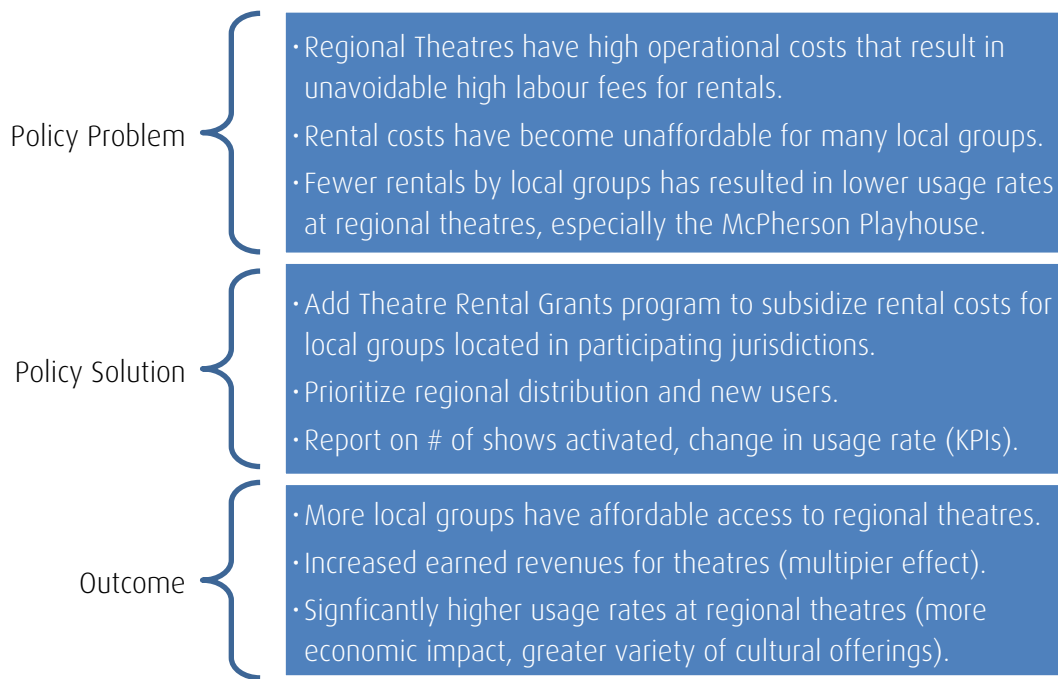 Policy Problem
· Regional Theatres have high operational costs that result in
unavoidable high labour fees for rentals.
· Rental costs have become unaffordable for many local groups.
· Fewer rentals by local groups has resulted in lower usage rates
at regional theatres, especially the McPherson Playhouse.
Policy Solution
· Add Theatre Rental Grants program to subsidize rental costs for
local groups located in participating jurisdictions.
· Prioritize regional distribution and new users.
· Report on # of shows activated, change in usage rate (KPIs).
Outcome
· More local groups have affordable access to regional theatres.
· Increased earned revenues for theatres (multipier effect).
· Signficantly higher usage rates at regional theatres (more
economic impact, greater variety of cultural offerings).